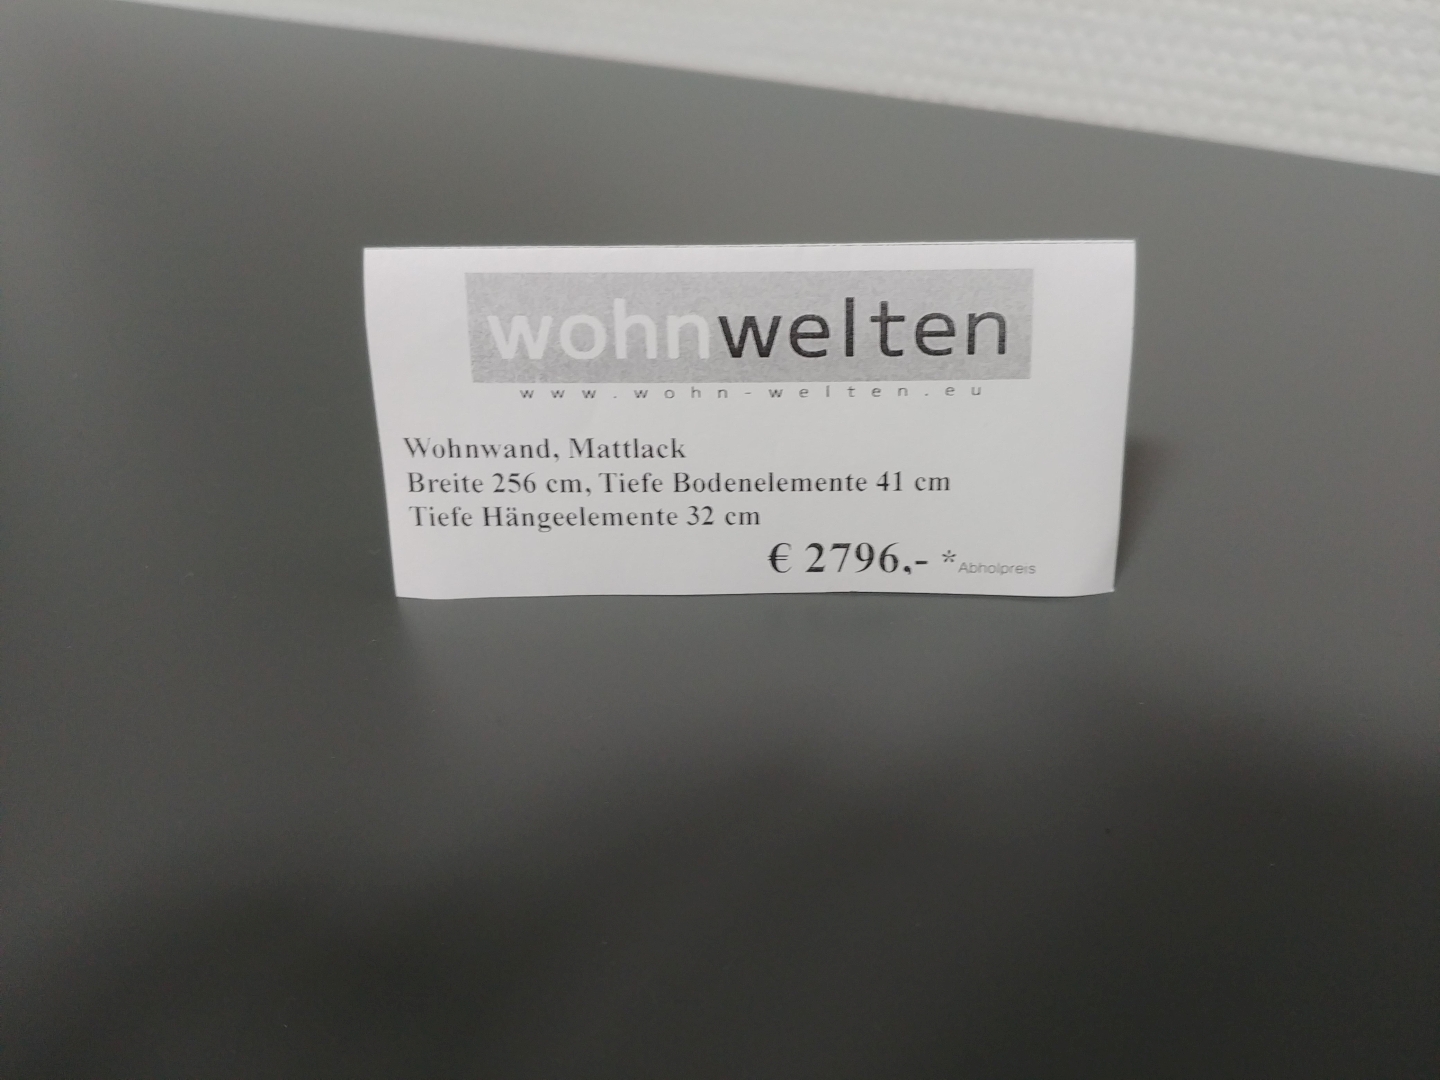 wohnwelten
www.wohn-welten.eu
Wohnwand, Mattlack
Breite 256 cm, Tiefe Bodenelemente 41 cm
Tiefe Hängeelemente 32 cm
€ 2796,- *Abholpreis